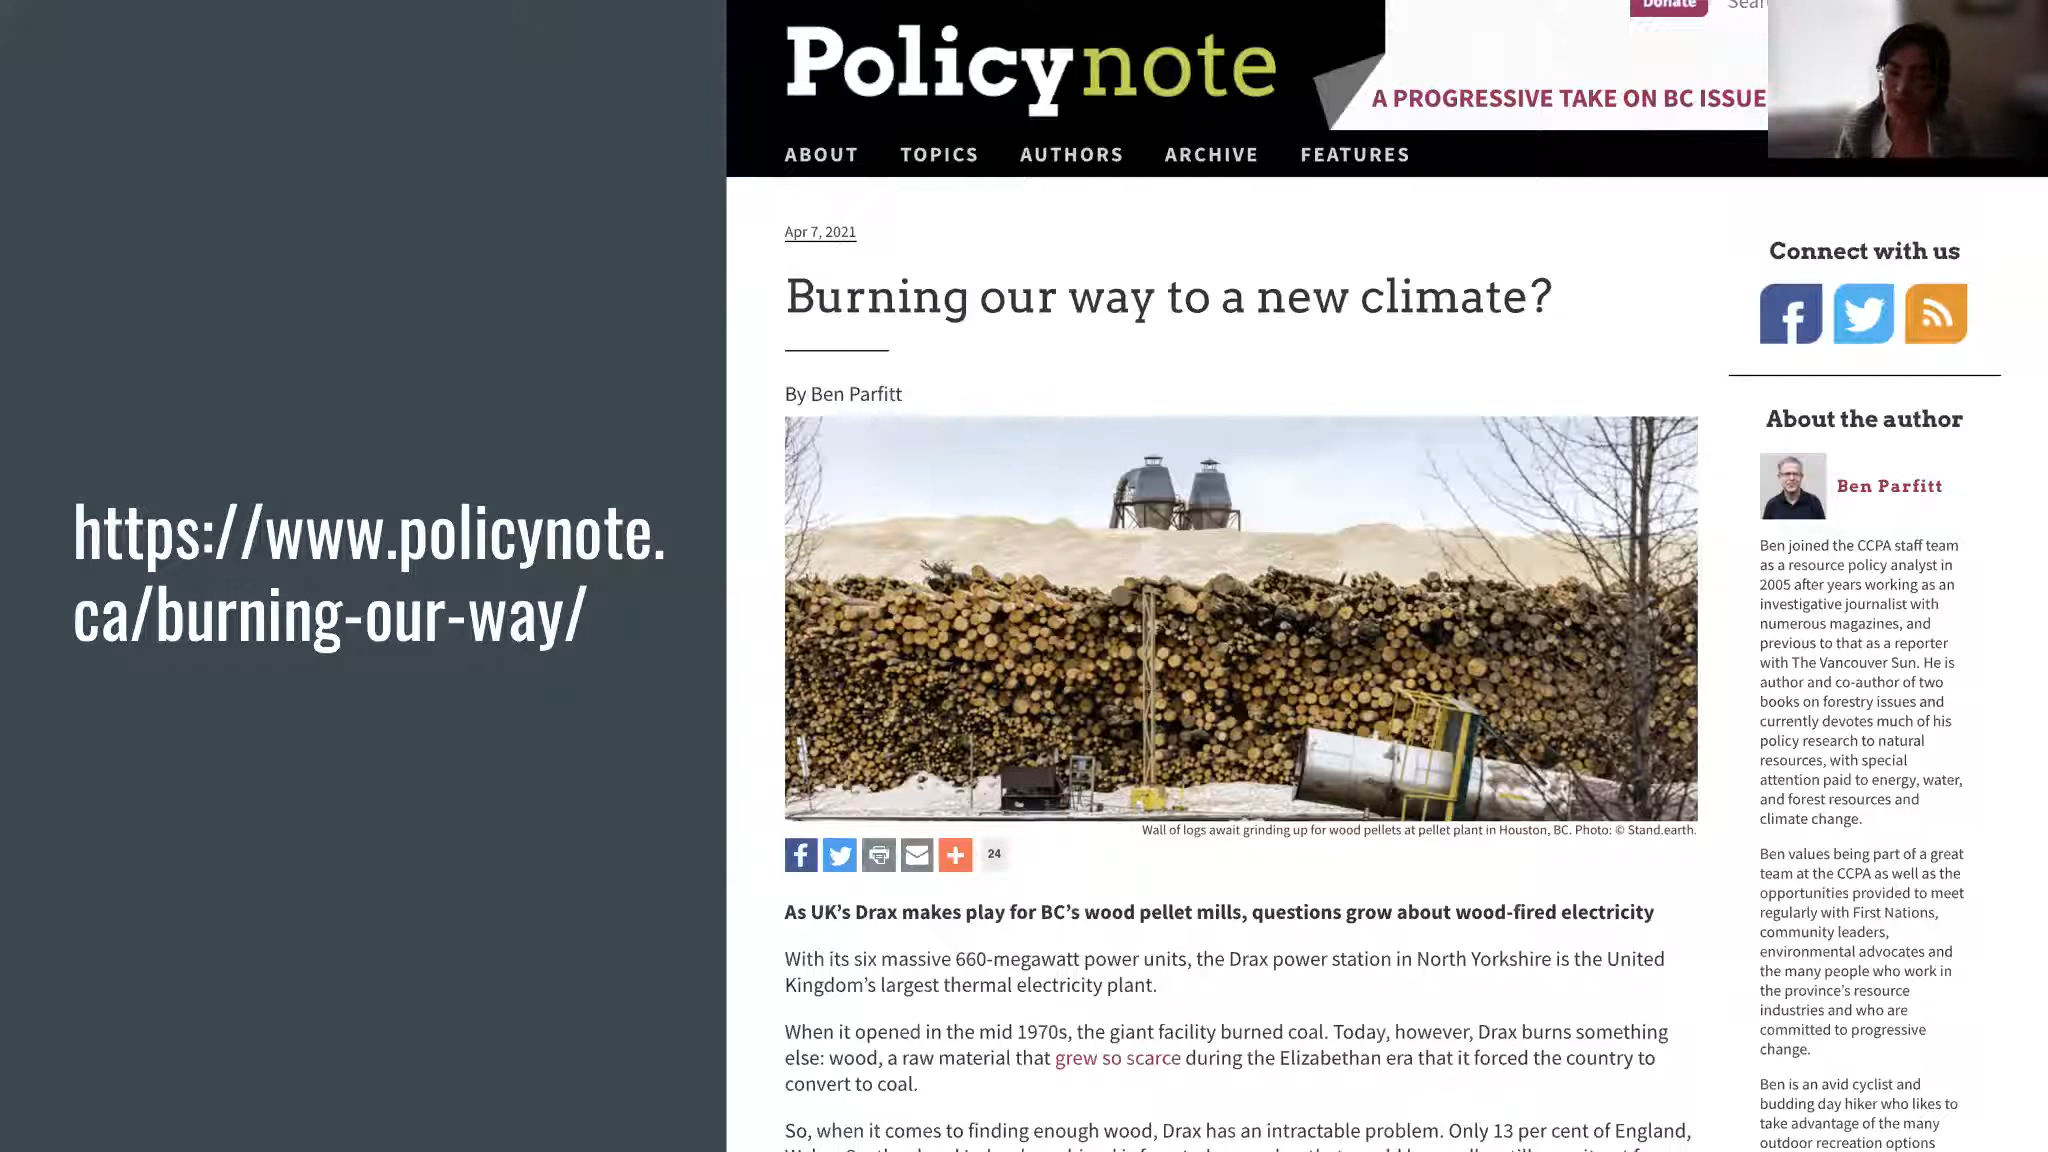 https://www.policynote.
ca/burning-our-way/
Donate
Policynote
A PROGRESSIVE TAKE ON BC ISSUE
ABOUT TOPICS AUTHORS ARCHIVE FEATURES
Apr 7, 2021
Burning our way to a new climate?
By Ben Parfitt
Wall of logs await grinding up for wood pellets at pellet plant in Houston, BC. Photo: © Stand.earth.
24
As UK’s Drax makes play for BC’s wood pellet mills, questions grow about wood-fired electricity
With its six massive 660-megawatt power units, the Drax power station in North Yorkshire is the United
Kingdom’s largest thermal electricity plant.
When it opened in the mid 1970s, the giant facility burned coal. Today, however, Drax burns something
else: wood, a raw material that grew so scarce during the Elizabethan era that it forced the country to
convert to coal.
So, when it comes to finding enough wood, Drax has an intractable problem. Only 13 per cent of England,
Connect with us
About the author
Ben Parfitt
Ben joined the CCPA staff team
as a resource policy analyst in
2005 after years working as an
investigative journalist with
numerous magazines, and
previous to that as a reporter
with The Vancouver Sun. He is
author and co-author of two
books on forestry issues and
currently devotes much of his
policy research to natural
resources, with special
attention paid to energy, water,
and forest resources and
climate change.
Ben values being part of a great
team at the CCPA as well as the
opportunities provided to meet
regularly with First Nations,
community leaders,
environmental advocates and
the many people who work in
the province’s resource
industries and who are
committed to progressive
change.
Ben is an avid cyclist and
budding day hiker who likes to
take advantage of the many
outdoor recreation options